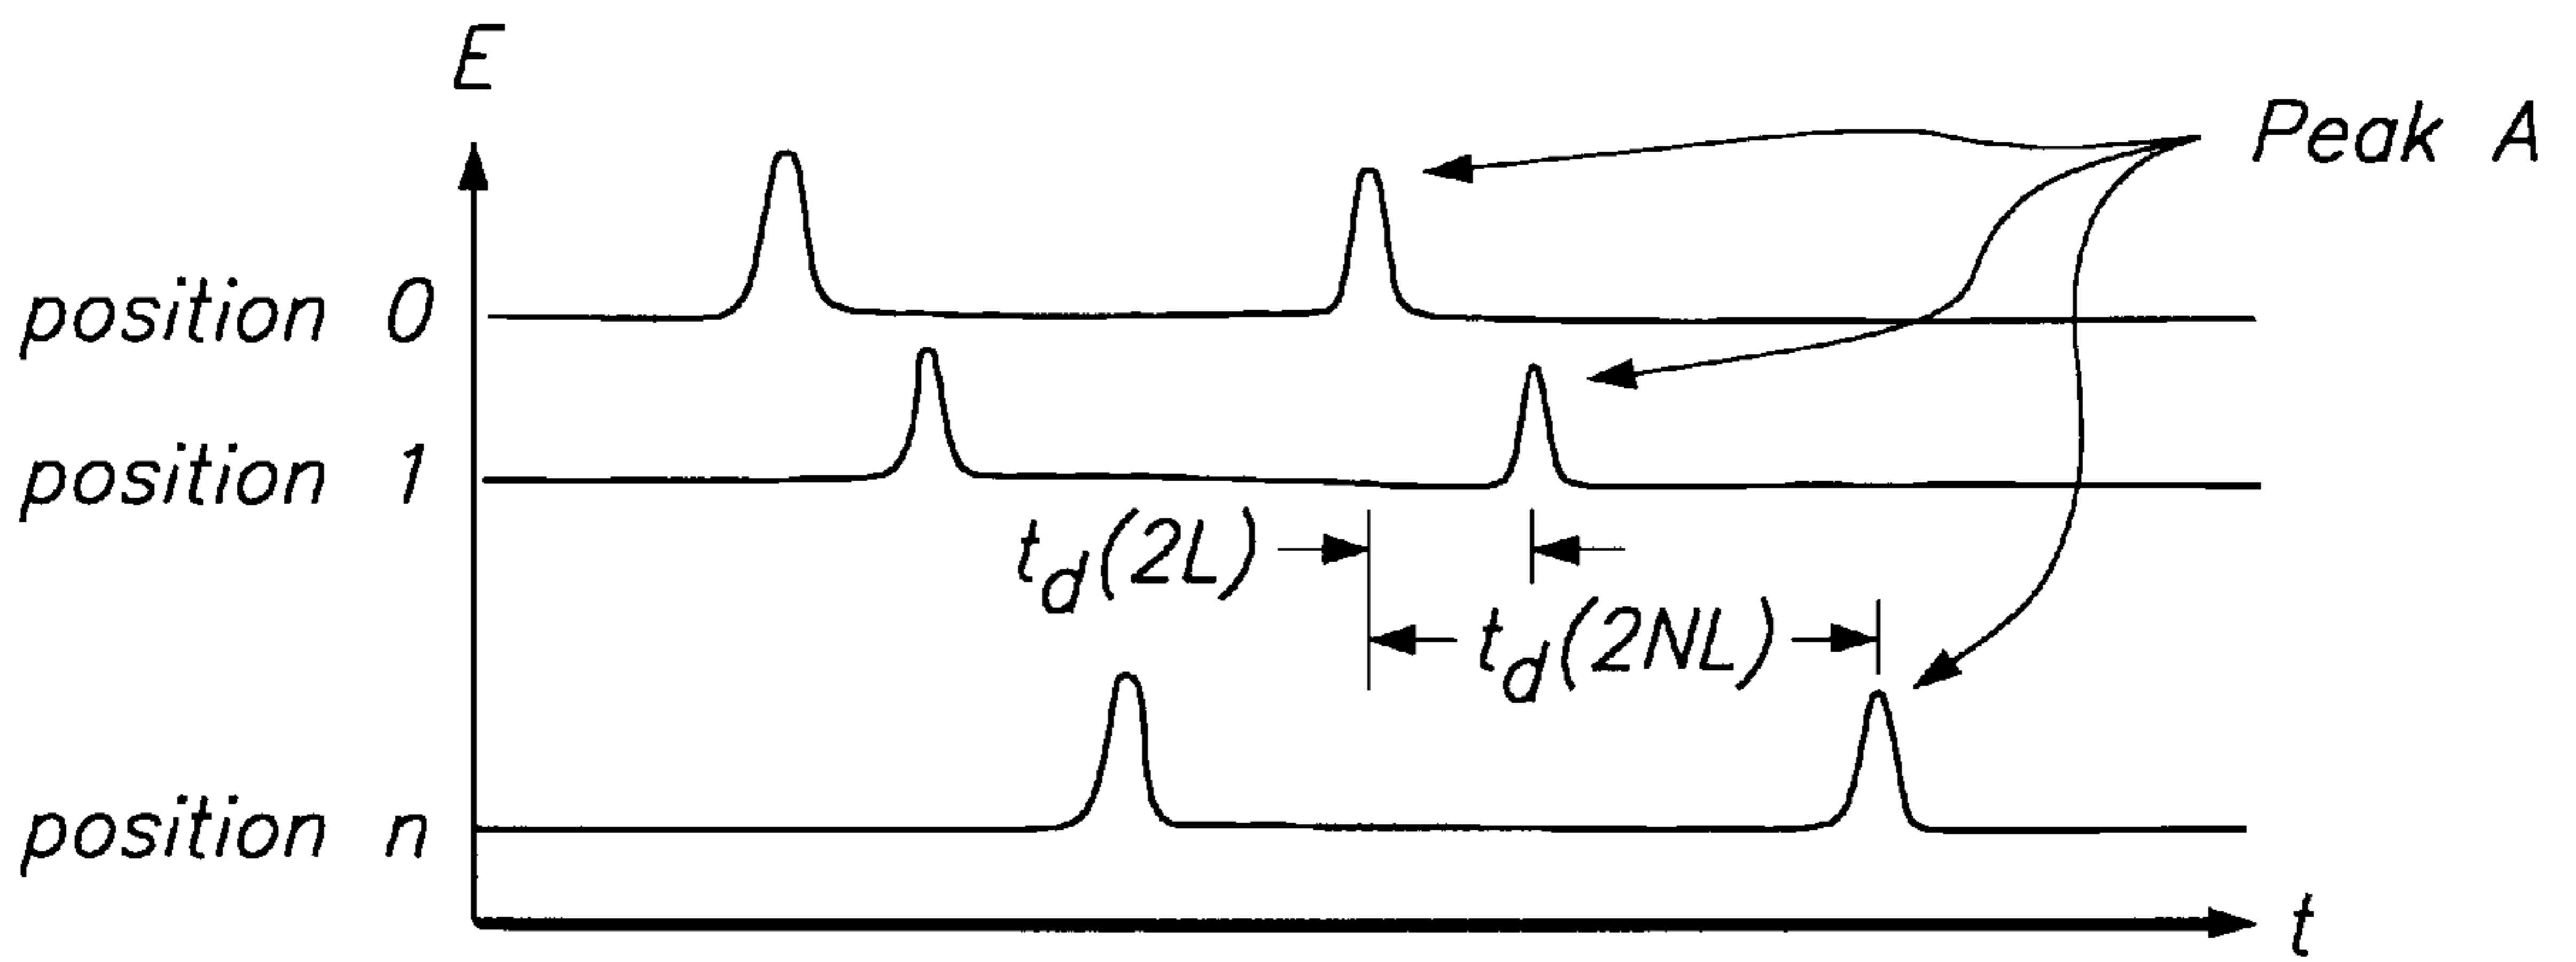 E
Peak A
position 0
position 1
t_d(2L)
t_d(2NL)
position n
t